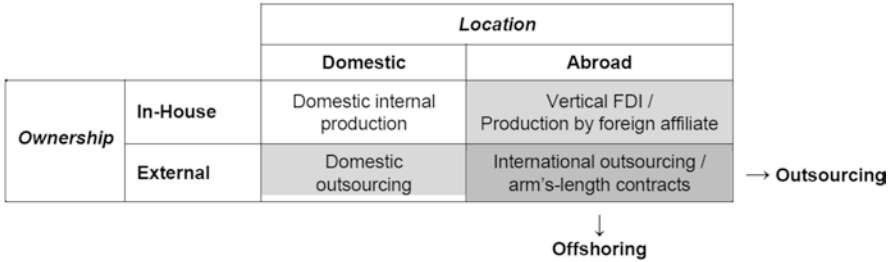 Location
Domestic Abroad
Ownership In-House Domestic internal production Vertical FDI / Production by foreign affiliate
External Domestic outsourcing International outsourcing / arm's-length contracts → Outsourcing
↓
Offshoring